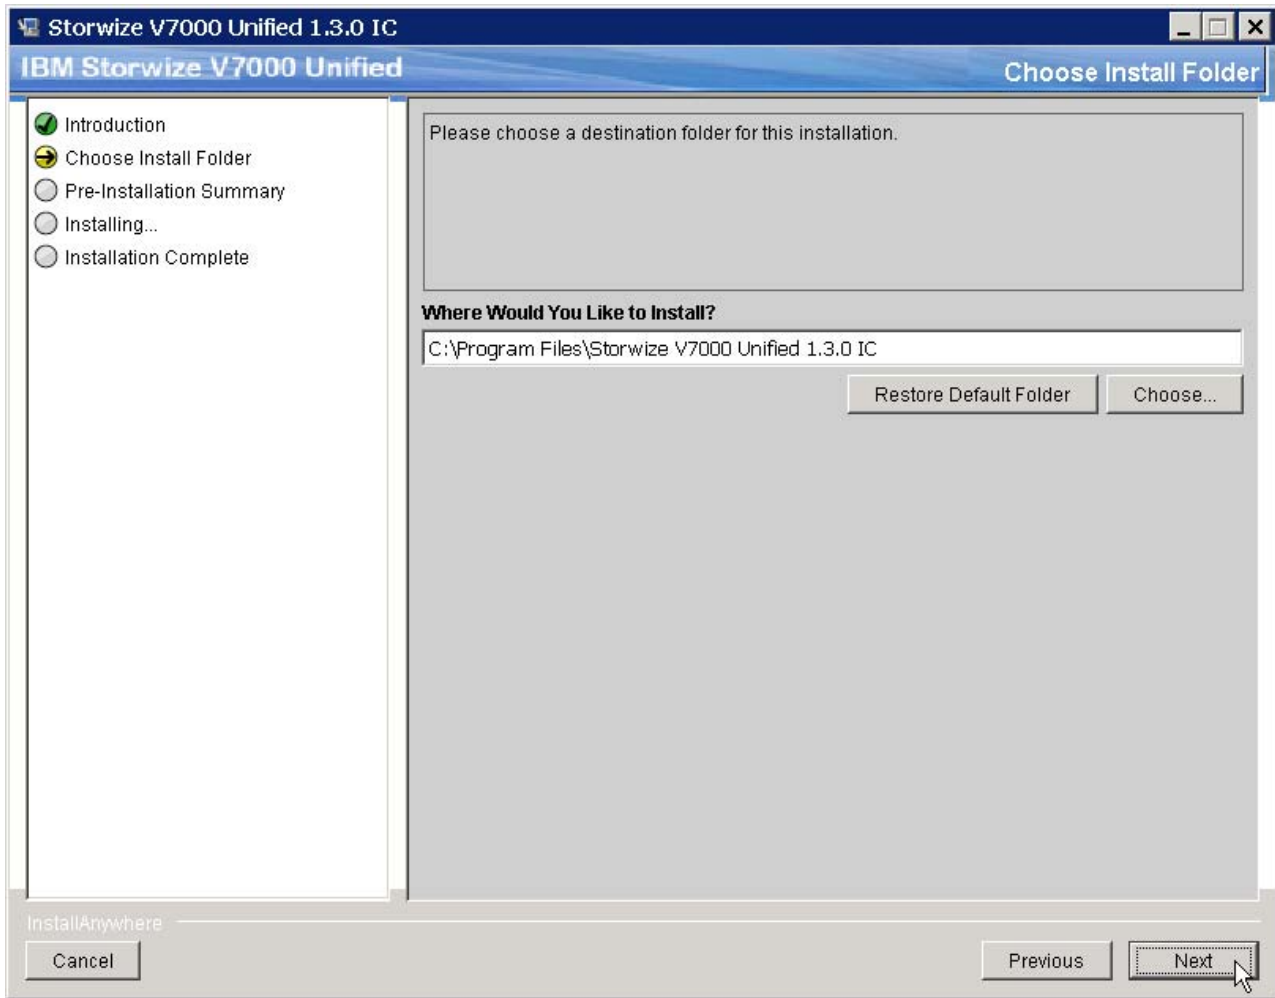 Storwize V7000 Unified 1.3.0 IC
IBM Storwize V7000 Unified
Choose Install Folder
Introduction
Choose Install Folder
Pre-Installation Summary
Installing...
Installation Complete
Please choose a destination folder for this installation.
Where Would You Like to Install?
C:\Program Files\Storwize V7000 Unified 1.3.0 IC
Restore Default Folder
Choose...
InstallAnywhere
Cancel
Previous
Next